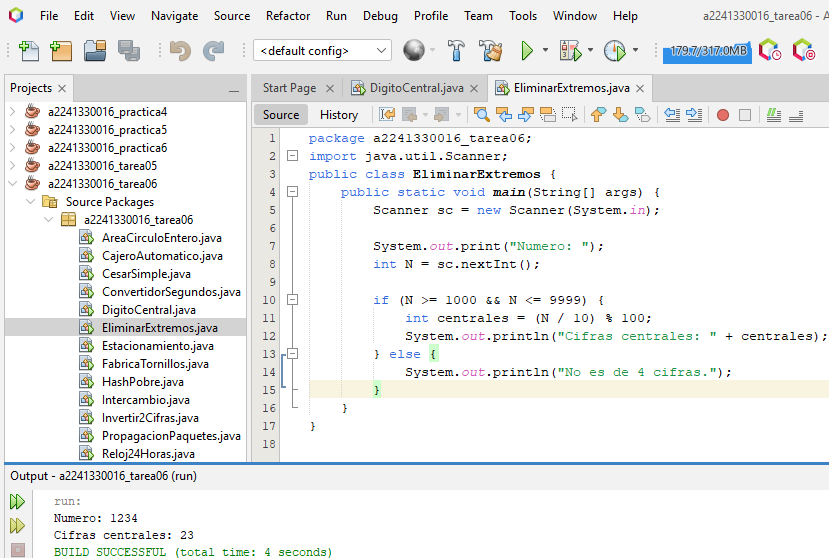 File Edit View Navigate Source Refactor Run Debug Profile Team Tools Window Help a2241330016_tarea06 - A
<default config> 179.7/317.0MB
Projects
Start Page DigitoCentral.java EliminarExtremos.java
Source History
a2241330016_practica4
a2241330016_practica5
a2241330016_practica6
a2241330016_tarea05
a2241330016_tarea06
Source Packages
a2241330016_tarea06
AreaCirculoEntero.java
CajeroAutomatico.java
CesarSimple.java
ConvertidorSegundos.java
DigitoCentral.java
EliminarExtremos.java
Estacionamiento.java
FabricaTornillos.java
HashPobre.java
Intercambio.java
Invertir2Cifras.java
PropagacionPaquetes.java
Reloj24Horas.java
1 package a2241330016_tarea06;
2 import java.util.Scanner;
3 public class EliminarExtremos {
4 public static void main(String[] args) {
5 Scanner sc = new Scanner(System.in);
6
7 System.out.print("Numero: ");
8 int N = sc.nextInt();
9
10 if (N >= 1000 && N <= 9999) {
11 int centrales = (N / 10) % 100;
12 System.out.println("Cifras centrales: " + centrales);
13 } else {
14 System.out.println("No es de 4 cifras.");
15 }
16 }
17 }
18
Output - a2241330016_tarea06 (run)
run:
Numero: 1234
Cifras centrales: 23
BUILD SUCCESSFUL (total time: 4 seconds)